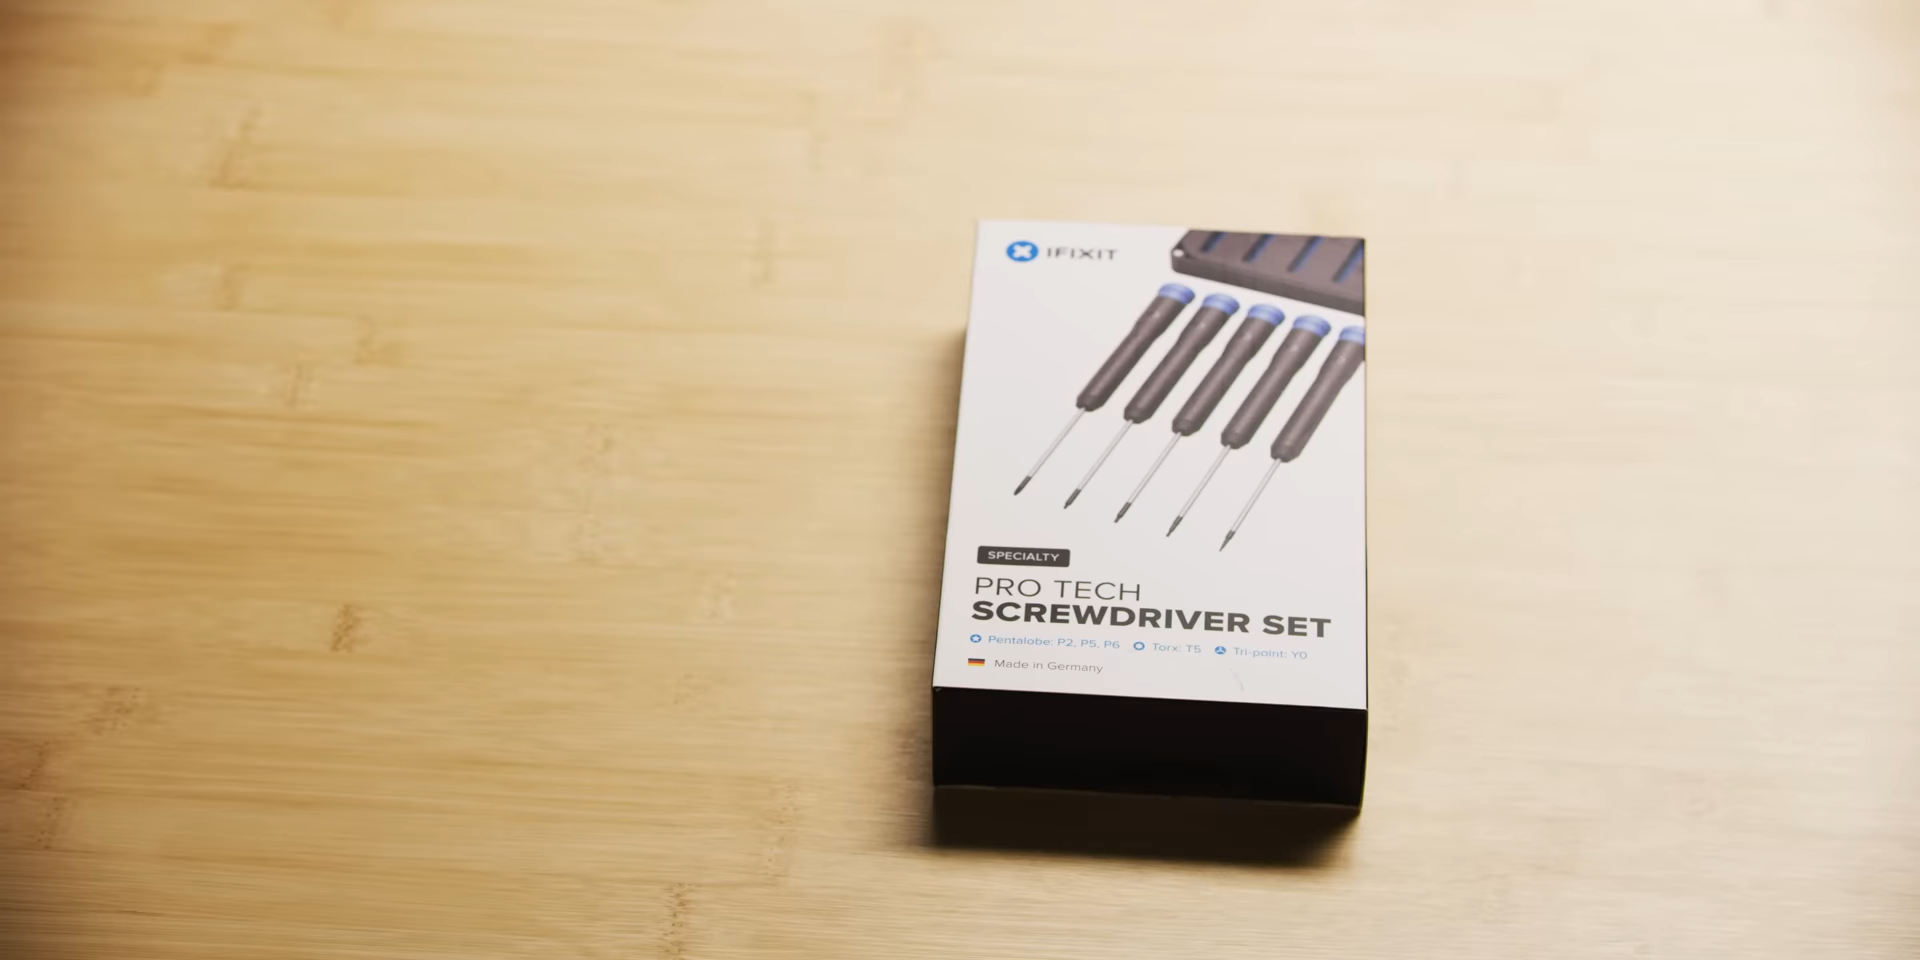 IFIXIT
SPECIALTY
PRO TECH
SCREWDRIVER SET
Pentalobe: P2, P5, P6 Torx: T5 Tri-point: Y0
Made in Germany